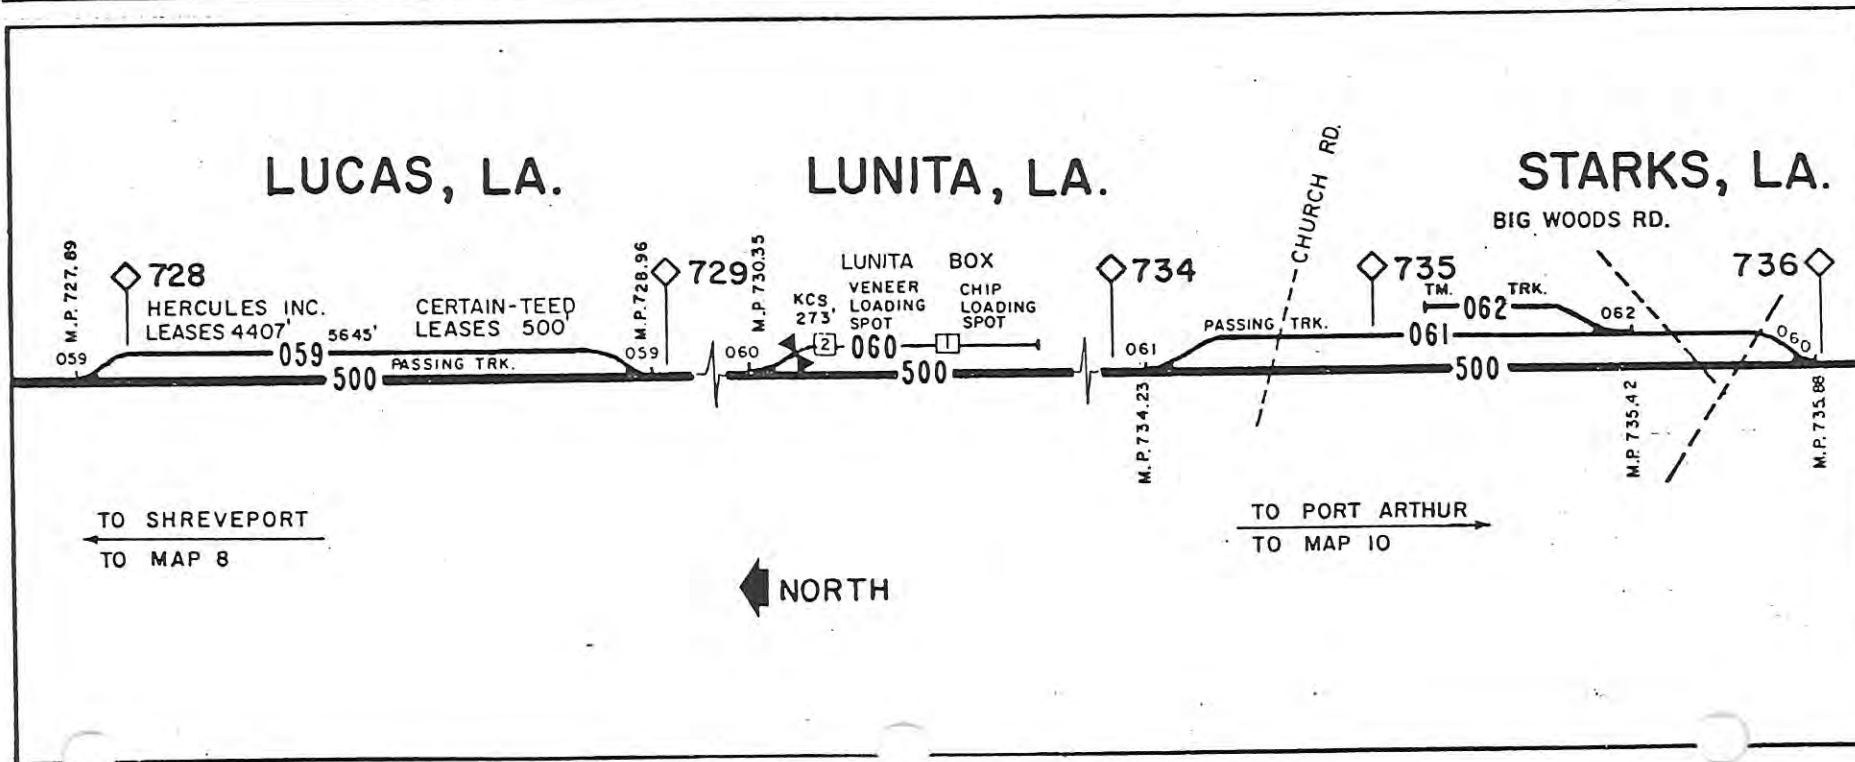 LUCAS, LA.
LUNITA, LA.
STARKS, LA.
CHURCH RD.
BIG WOODS RD.
M.P. 727.89
728
HERCULES INC.
LEASES 4407'
5645'
CERTAIN-TEED
LEASES 500'
M.P. 728.96
729
059
059
059
PASSING TRK.
500
M.P. 730.35
KCS
273'
LUNITA
VENEER
LOADING
SPOT
BOX
CHIP
LOADING
SPOT
060
2
060
1
500
734
061
M.P. 734.23
PASSING TRK.
735
TM. TRK.
062
062
061
500
M.P. 735.42
736
060
M.P. 735.88
TO SHREVEPORT
TO MAP 8
TO PORT ARTHUR
TO MAP 10
NORTH